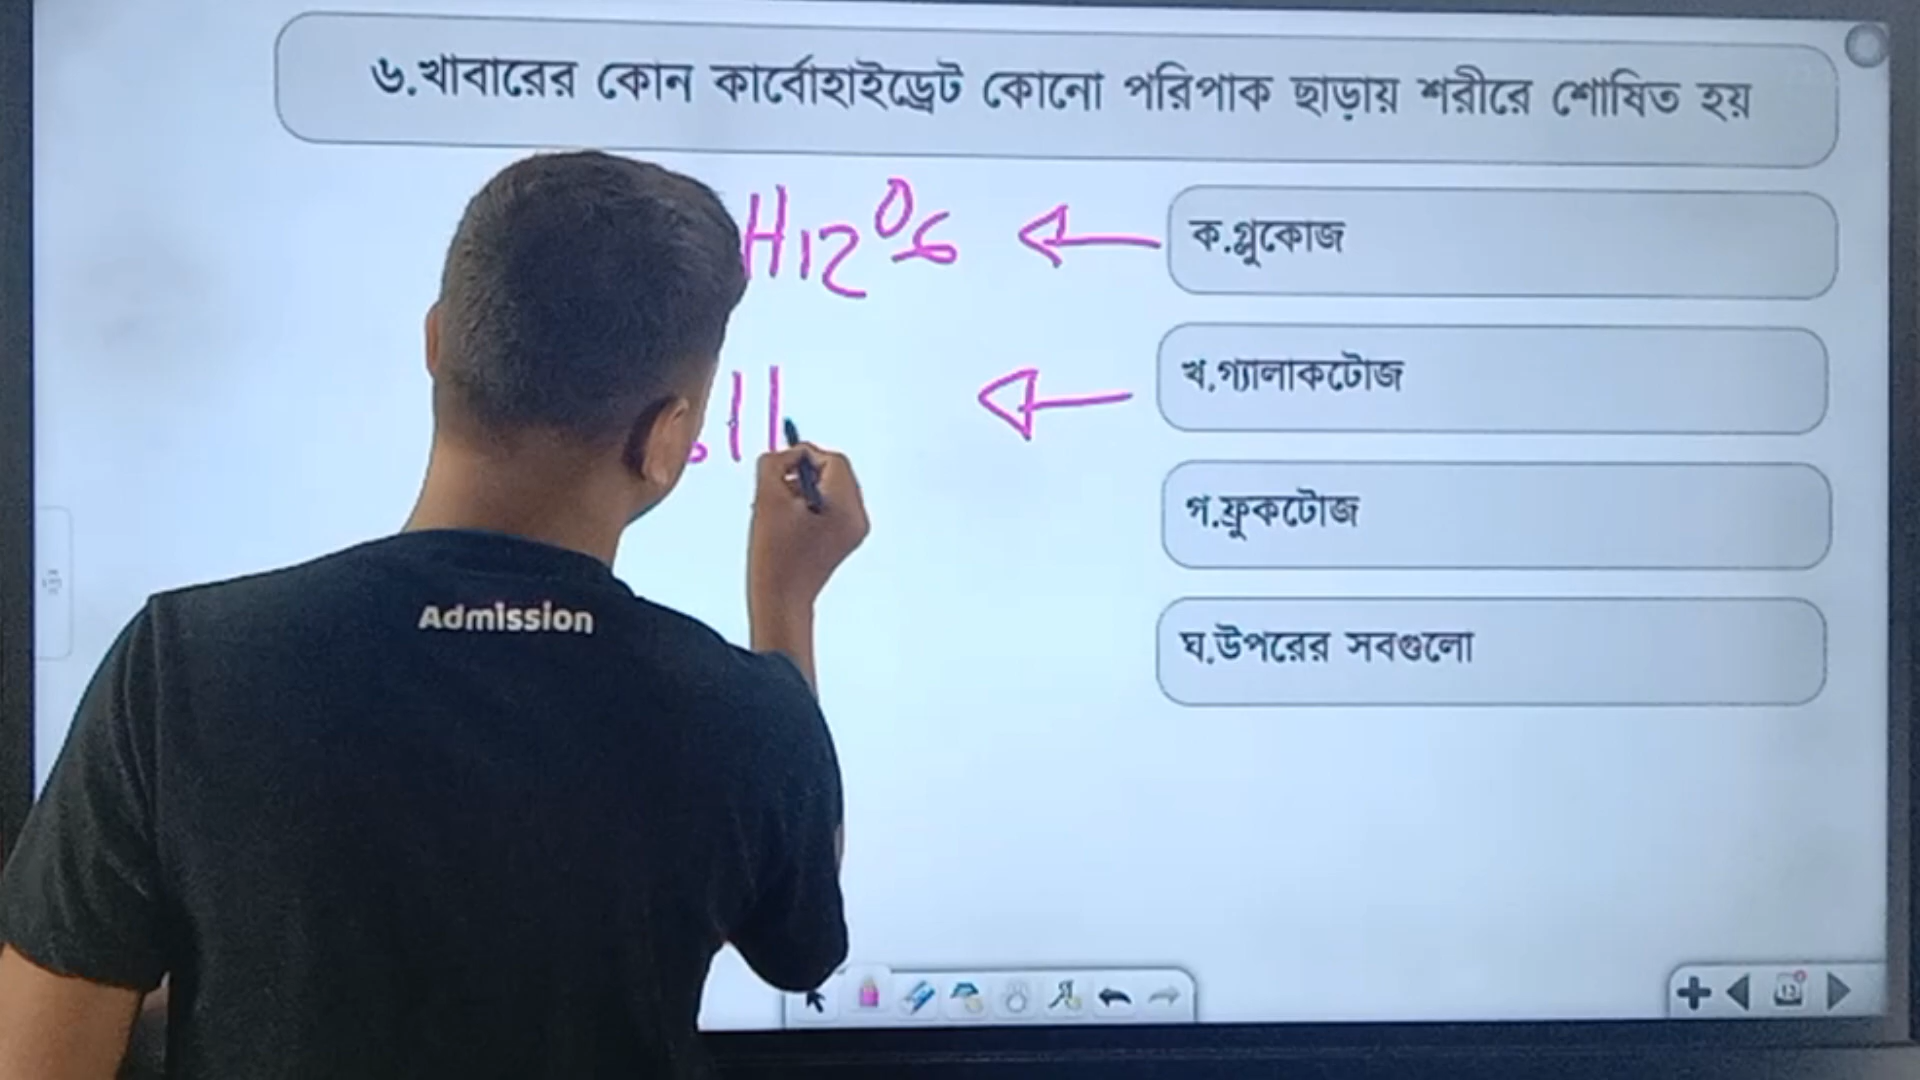 ৬.খাবারের কোন কার্বোহাইড্রেট কোনো পরিপাক ছাড়ায় শরীরে শোষিত হয়
H12O6
ক.গ্লুকোজ
খ.গ্যালাকটোজ
গ.ফ্রুকটোজ
ঘ.উপরের সবগুলো
Admission